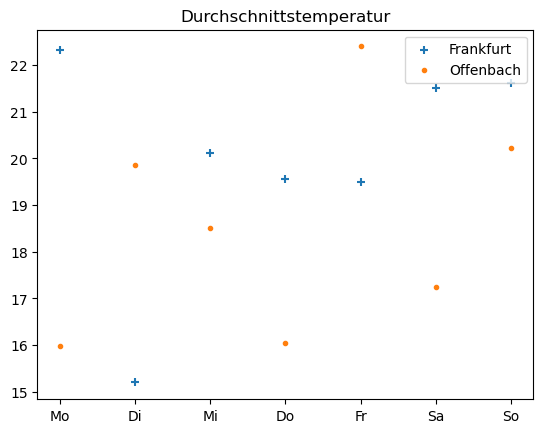 Durchschnittstemperatur
Frankfurt
Offenbach
22
21
20
19
18
17
16
15
Mo Di Mi Do Fr Sa So